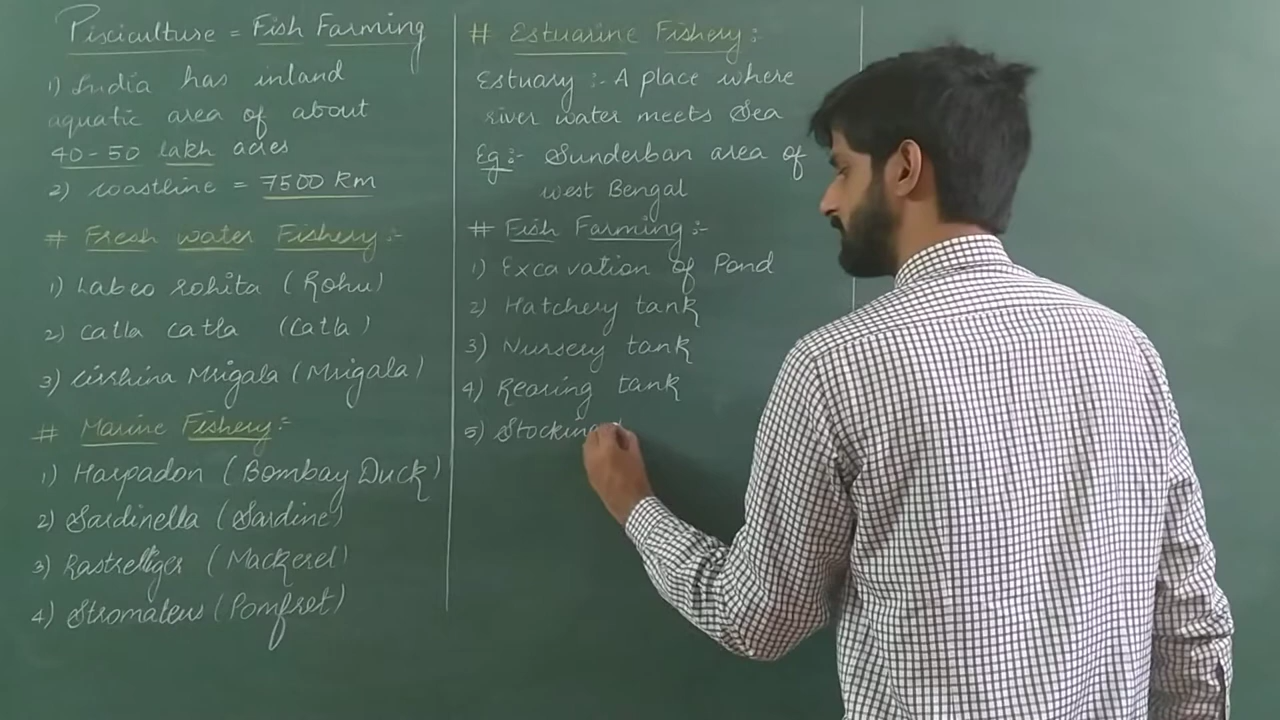 Pisciculture = Fish Farming
1) India has inland
aquatic area of about
40-50 lakh acres
2) coastline = 7500 Km
# Fresh water Fishery :-
1) Labeo rohita (Rohu)
2) Catla catla (Catla)
3) Cirrhina Mrigala (Mrigala)
# Marine Fishery :-
1) Harpadon (Bombay Duck)
2) Sardinella (Sardine)
3) Rastrelliger (Mackerel)
4) Stromateus (Pomfret)
# Estuarine Fishery :-
Estuary :- A place where
river water meets Sea
Eg :- Sunderban area of
west Bengal
# Fish Farming :-
1) Excavation of Pond
2) Hatchery tank
3) Nursery tank
4) Rearing tank
5) Stocking